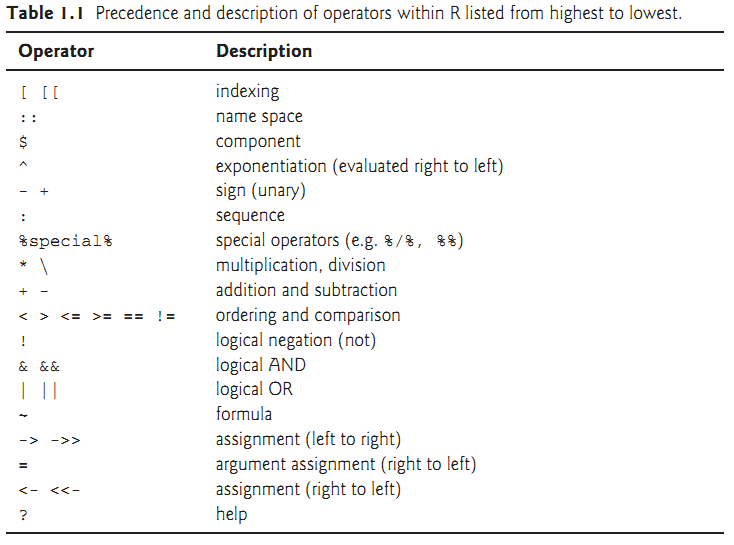 Table 1.1 Precedence and description of operators within R listed from highest to lowest.
Operator Description
[ [[ indexing
:: name space
$ component
^ exponentiation (evaluated right to left)
- + sign (unary)
: sequence
%special% special operators (e.g. %/%, %%)
* \ multiplication, division
+ - addition and subtraction
< > <= >= == != ordering and comparison
! logical negation (not)
& && logical AND
| || logical OR
~ formula
-> ->> assignment (left to right)
= argument assignment (right to left)
<- <<- assignment (right to left)
? help